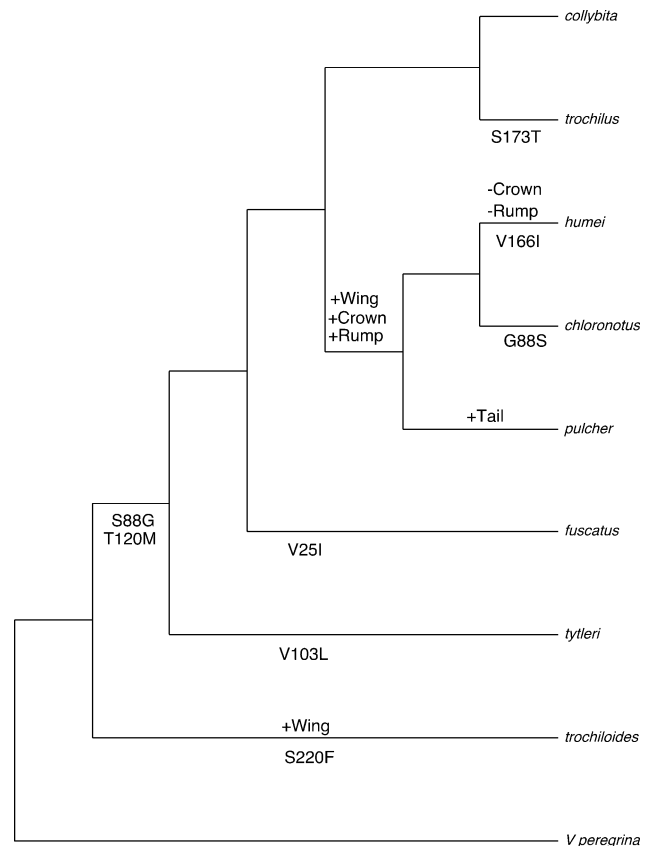 collybita
trochilus
S173T
-Crown
-Rump
humei
V166I
+Wing
+Crown
+Rump
chloronotus
G88S
+Tail
pulcher
S88G
T120M
fuscatus
V25I
tytleri
V103L
+Wing
trochiloides
S220F
V peregrina